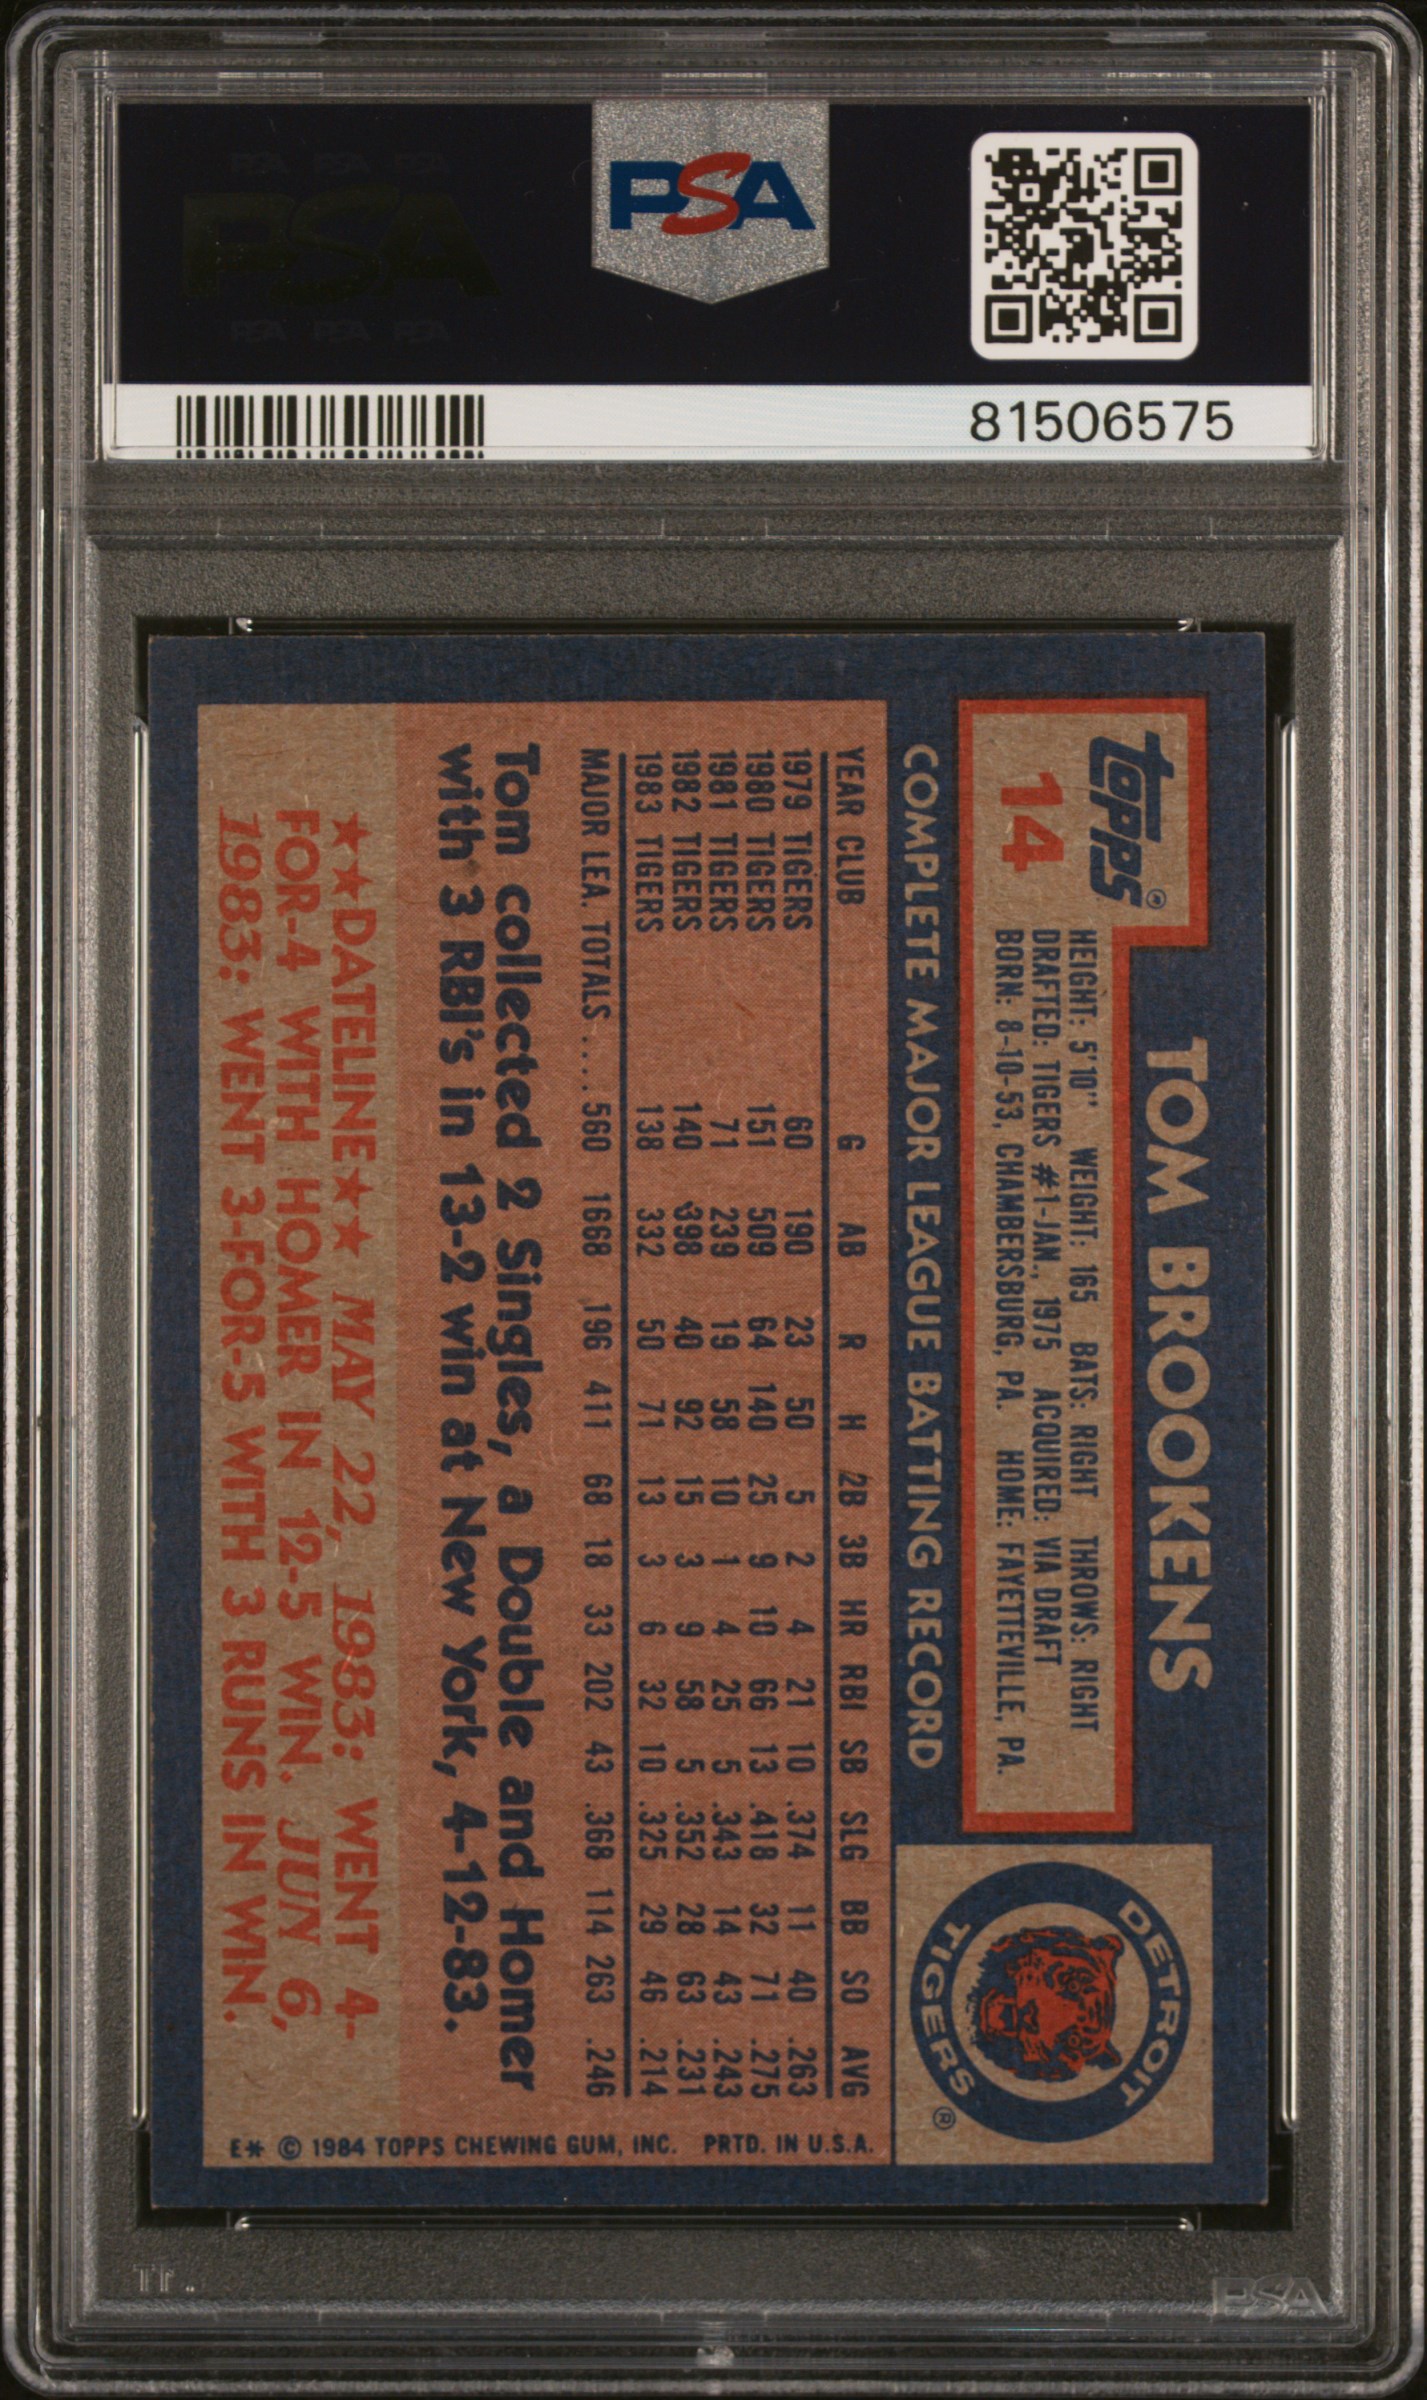 PSA
81506575
topps®
14
TOM BROOKENS
HEIGHT: 5'10" WEIGHT: 165 BATS: RIGHT THROWS: RIGHT
DRAFTED: TIGERS #1-JAN., 1975 ACQUIRED: VIA DRAFT
BORN: 8-10-53, CHAMBERSBURG, PA. HOME: FAYETTEVILLE, PA.
DETROIT TIGERS ®
COMPLETE MAJOR LEAGUE BATTING RECORD
YEAR CLUB G AB R H 2B 3B HR RBI SB SLG BB SO AVG
1979 TIGERS 60 190 23 50 5 2 4 21 10 .374 11 40 .263
1980 TIGERS 151 509 64 140 25 9 10 66 13 .418 32 71 .275
1981 TIGERS 71 239 19 58 10 1 4 25 5 .343 14 43 .243
1982 TIGERS 140 398 40 92 15 3 9 58 5 .352 28 63 .231
1983 TIGERS 138 332 50 71 13 3 6 32 10 .325 29 46 .214
MAJOR LEA. TOTALS .... 560 1668 196 411 68 18 33 202 43 .368 114 263 .246
Tom collected 2 Singles, a Double and Homer
with 3 RBI's in 13-2 win at New York, 4-12-83.
★★DATELINE★★ MAY 22, 1983: WENT 4-
FOR-4 WITH HOMER IN 12-5 WIN. JUN 6,
1983: WENT 3-FOR-5 WITH 3 RUNS IN WIN.
E* © 1984 TOPPS CHEWING GUM, INC. PRTD. IN U.S.A.
PSA